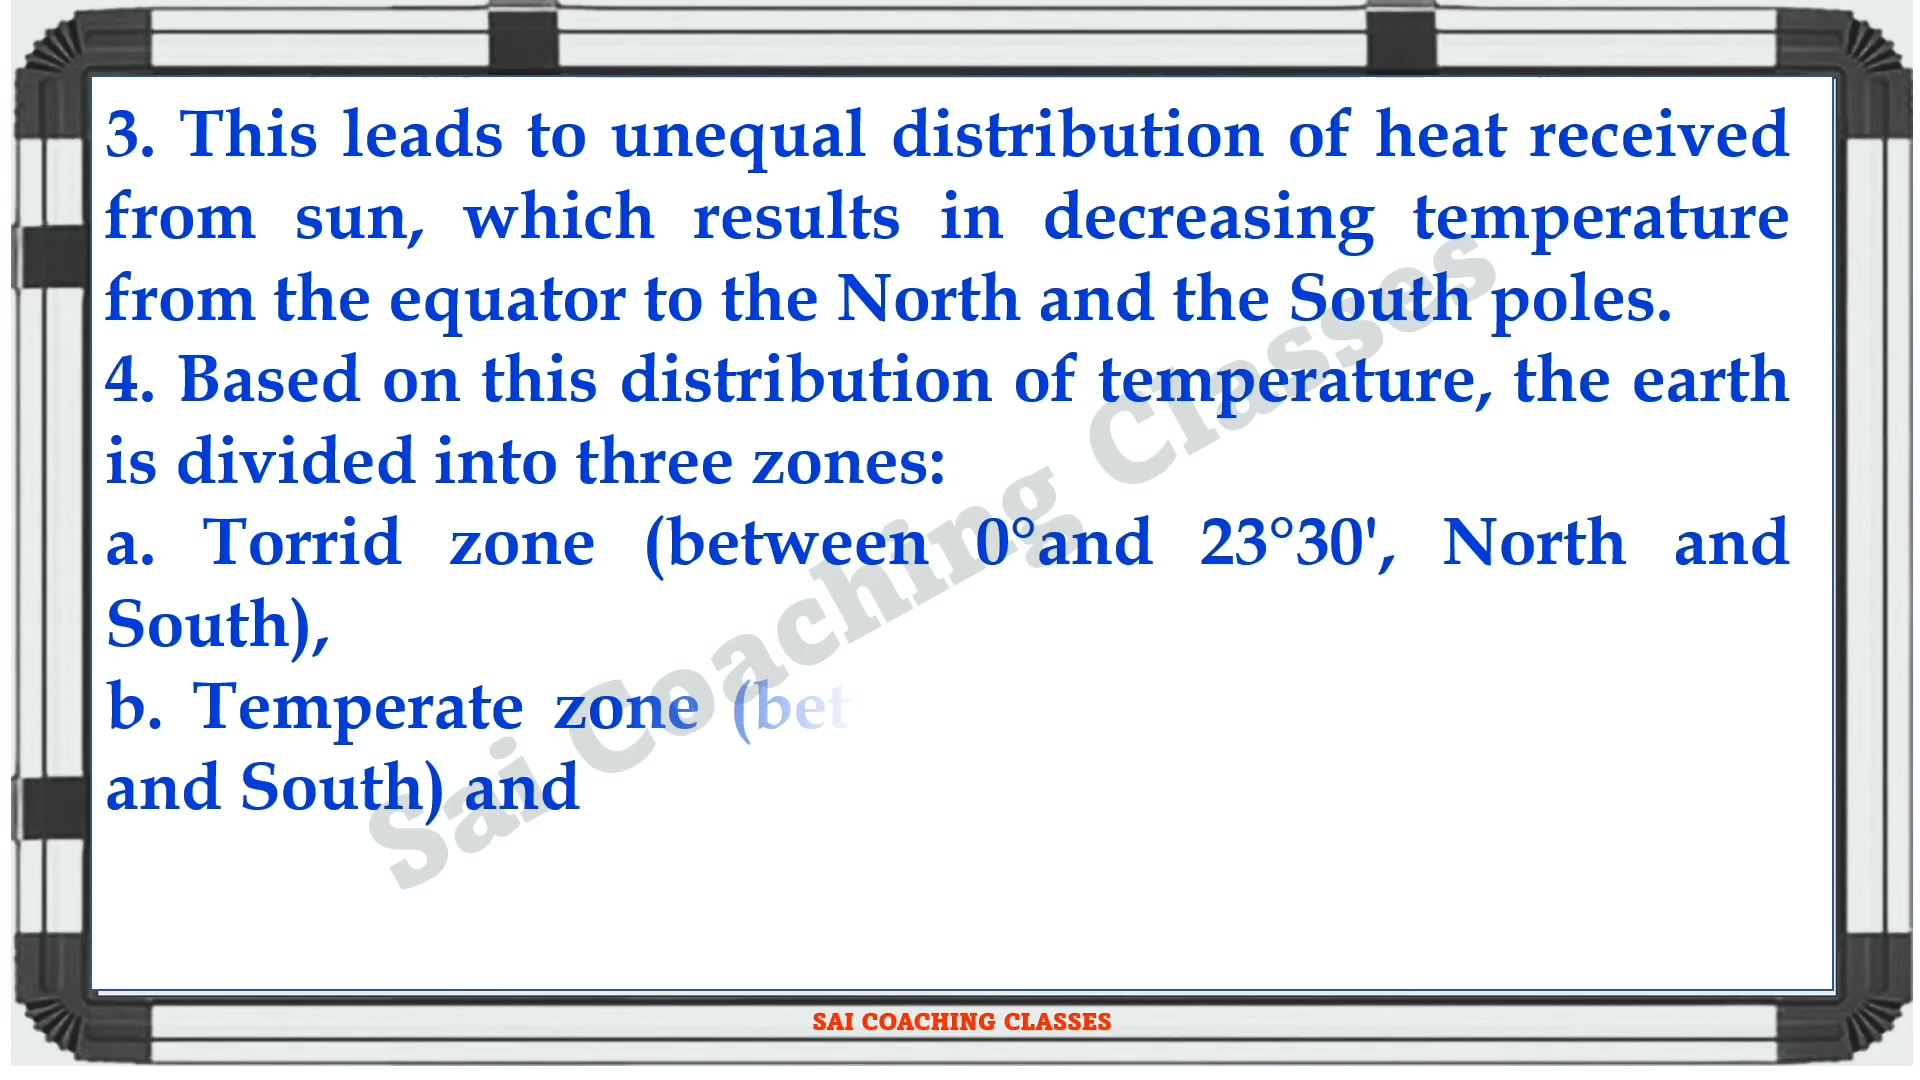 3. This leads to unequal distribution of heat received
from sun, which results in decreasing temperature
from the equator to the North and the South poles.
4. Based on this distribution of temperature, the earth
is divided into three zones:
a. Torrid zone (between 0°and 23°30', North and
South),
b. Temperate zone (bet
and South) and
Sai Coaching Classes
SAI COACHING CLASSES